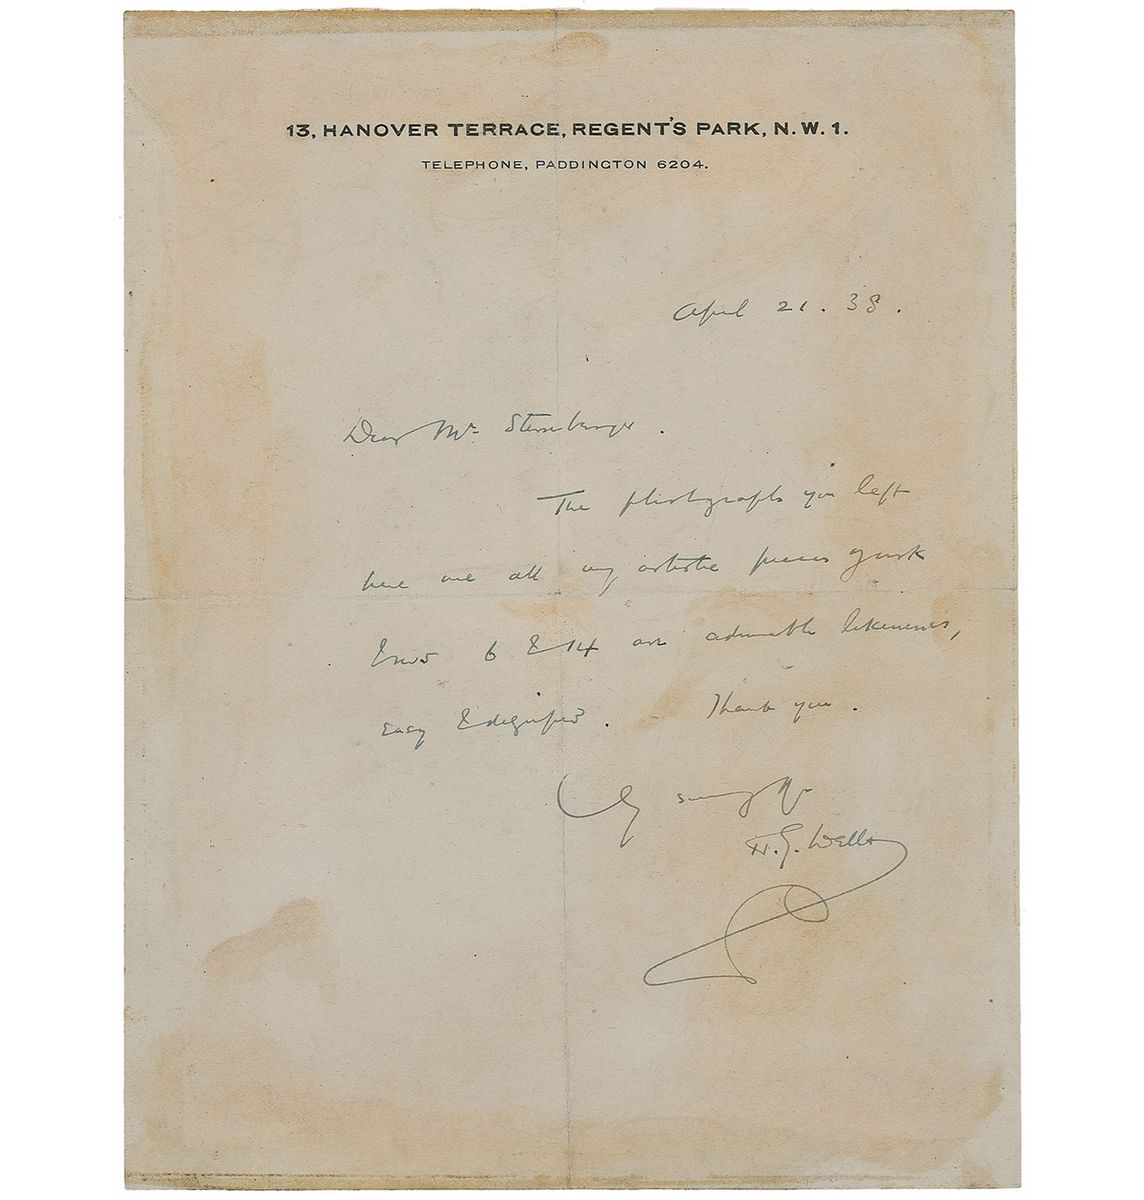 13, HANOVER TERRACE, REGENT'S PARK, N.W.1.
TELEPHONE, PADDINGTON 6204.
April 21. 38.
Dear Mr Sternberger.
The photographs you left
here are all very artistic pieces of work
& nos 6 & 14 are admirable likenesses,
easy & dignified. Thank you.
H.G. Wells